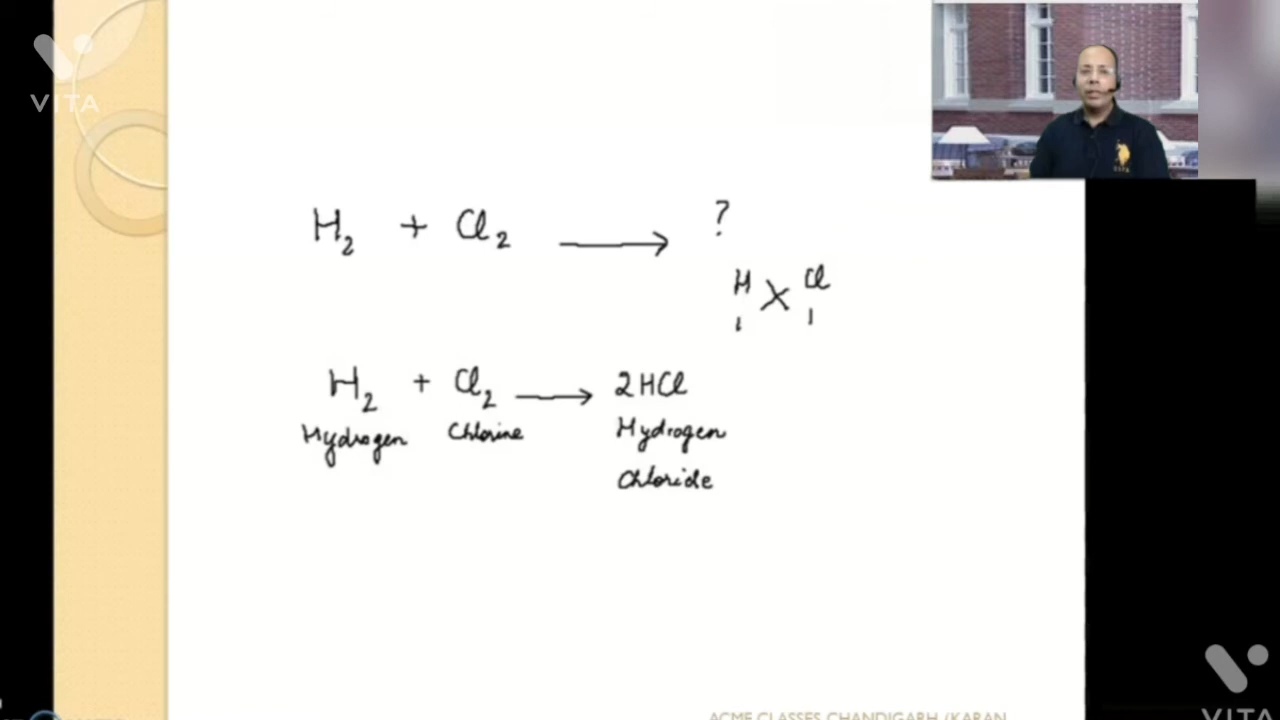 VITA
H₂ + Cl₂ ⟶ ?
H Cl
1 1
H₂ + Cl₂ ⟶ 2HCl
Hydrogen Chlorine Hydrogen
Chloride
VITA
ACME CLASSES CHANDIGARH (KARAN